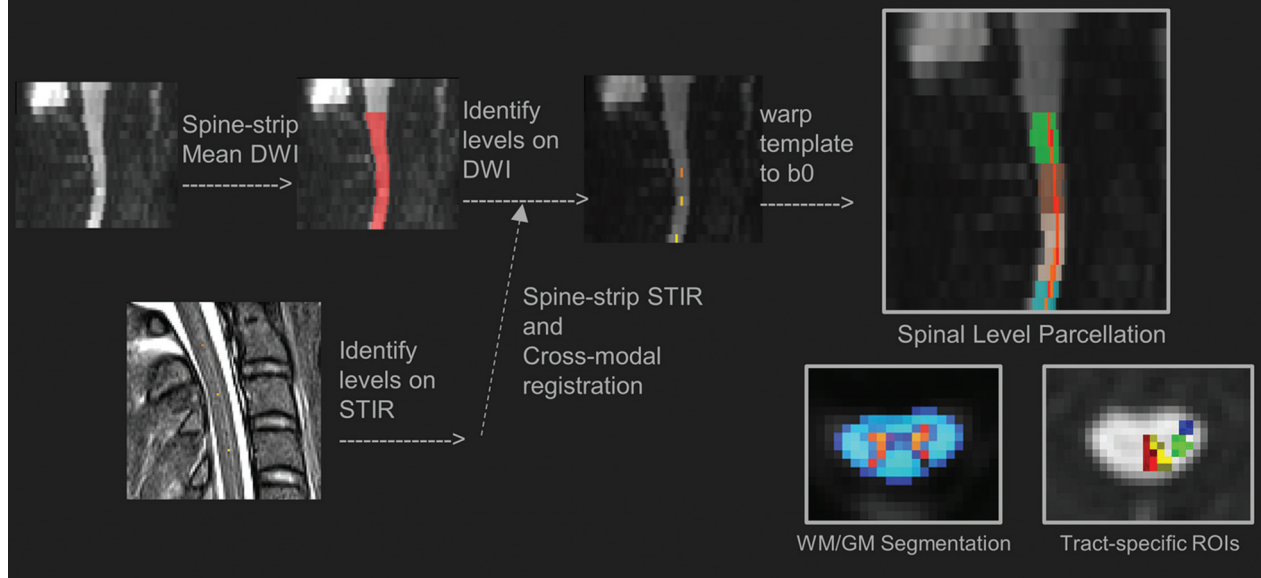 Spine-strip
Mean DWI
------------>
Identify
levels on
DWI
------------>
warp
template
to b0
--------->
Spinal Level Parcellation
Identify
levels on
STIR
------------>
Spine-strip STIR
and
Cross-modal
registration
WM/GM Segmentation
Tract-specific ROIs